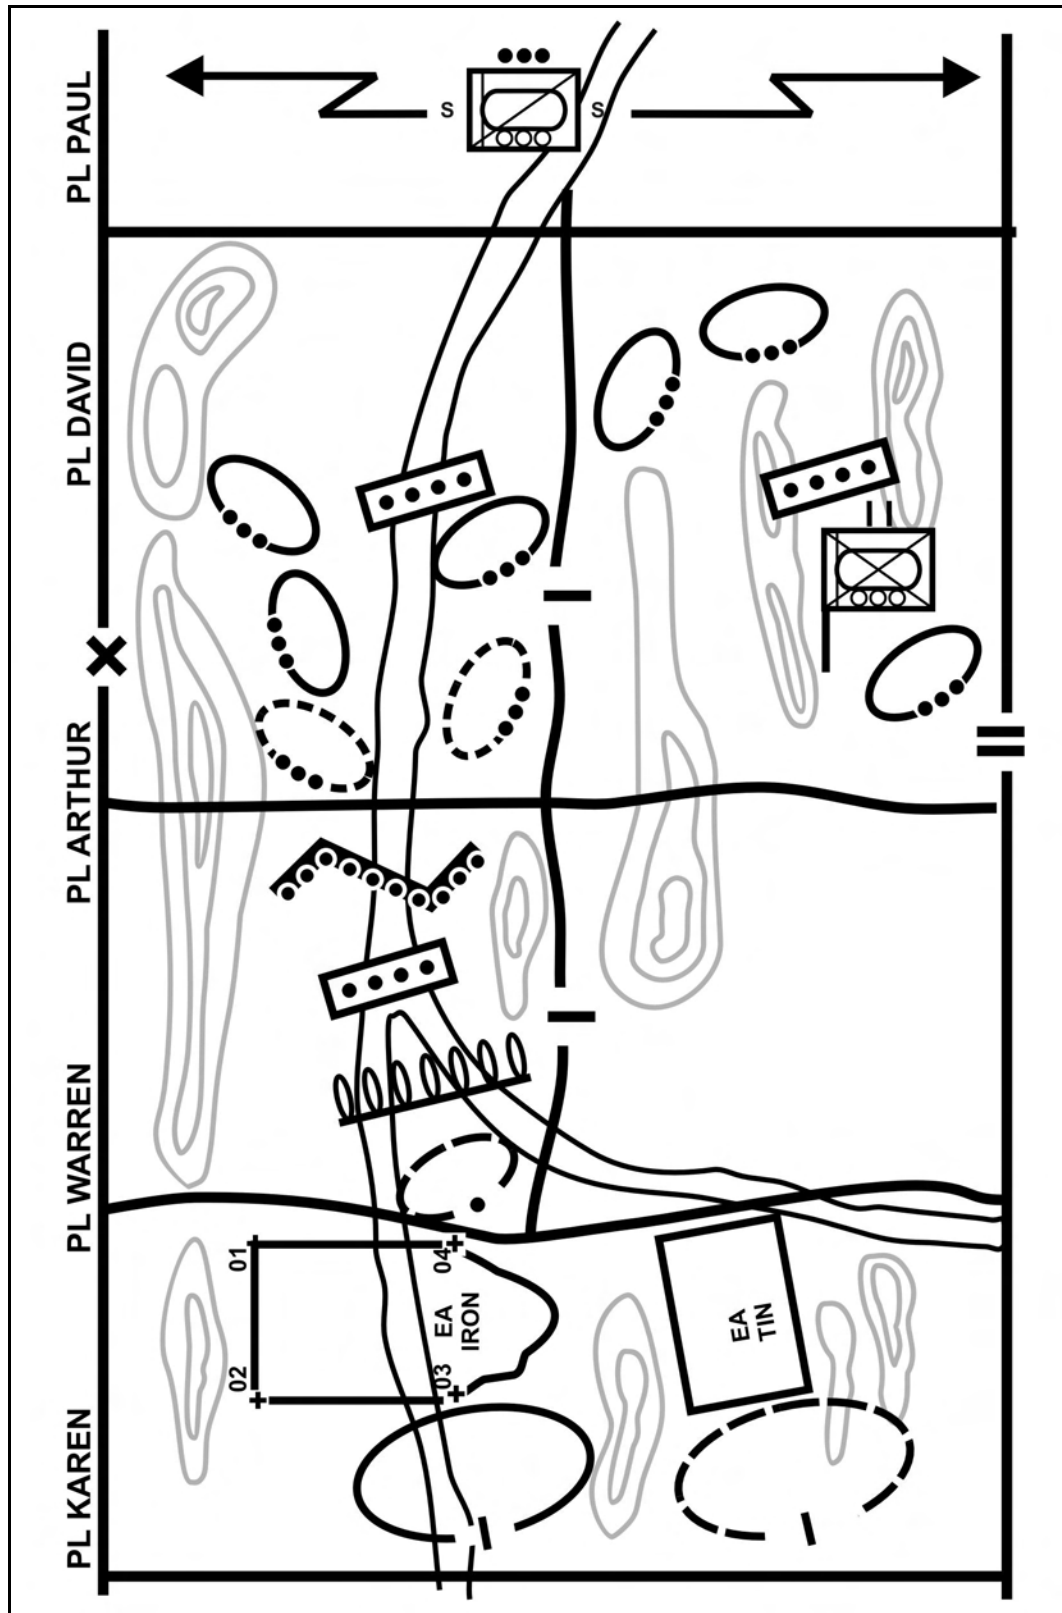 PL PAUL
S
S
PL DAVID
PL ARTHUR
PL WARREN
01
04
EA
IRON
EA
TIN
02
03
PL KAREN